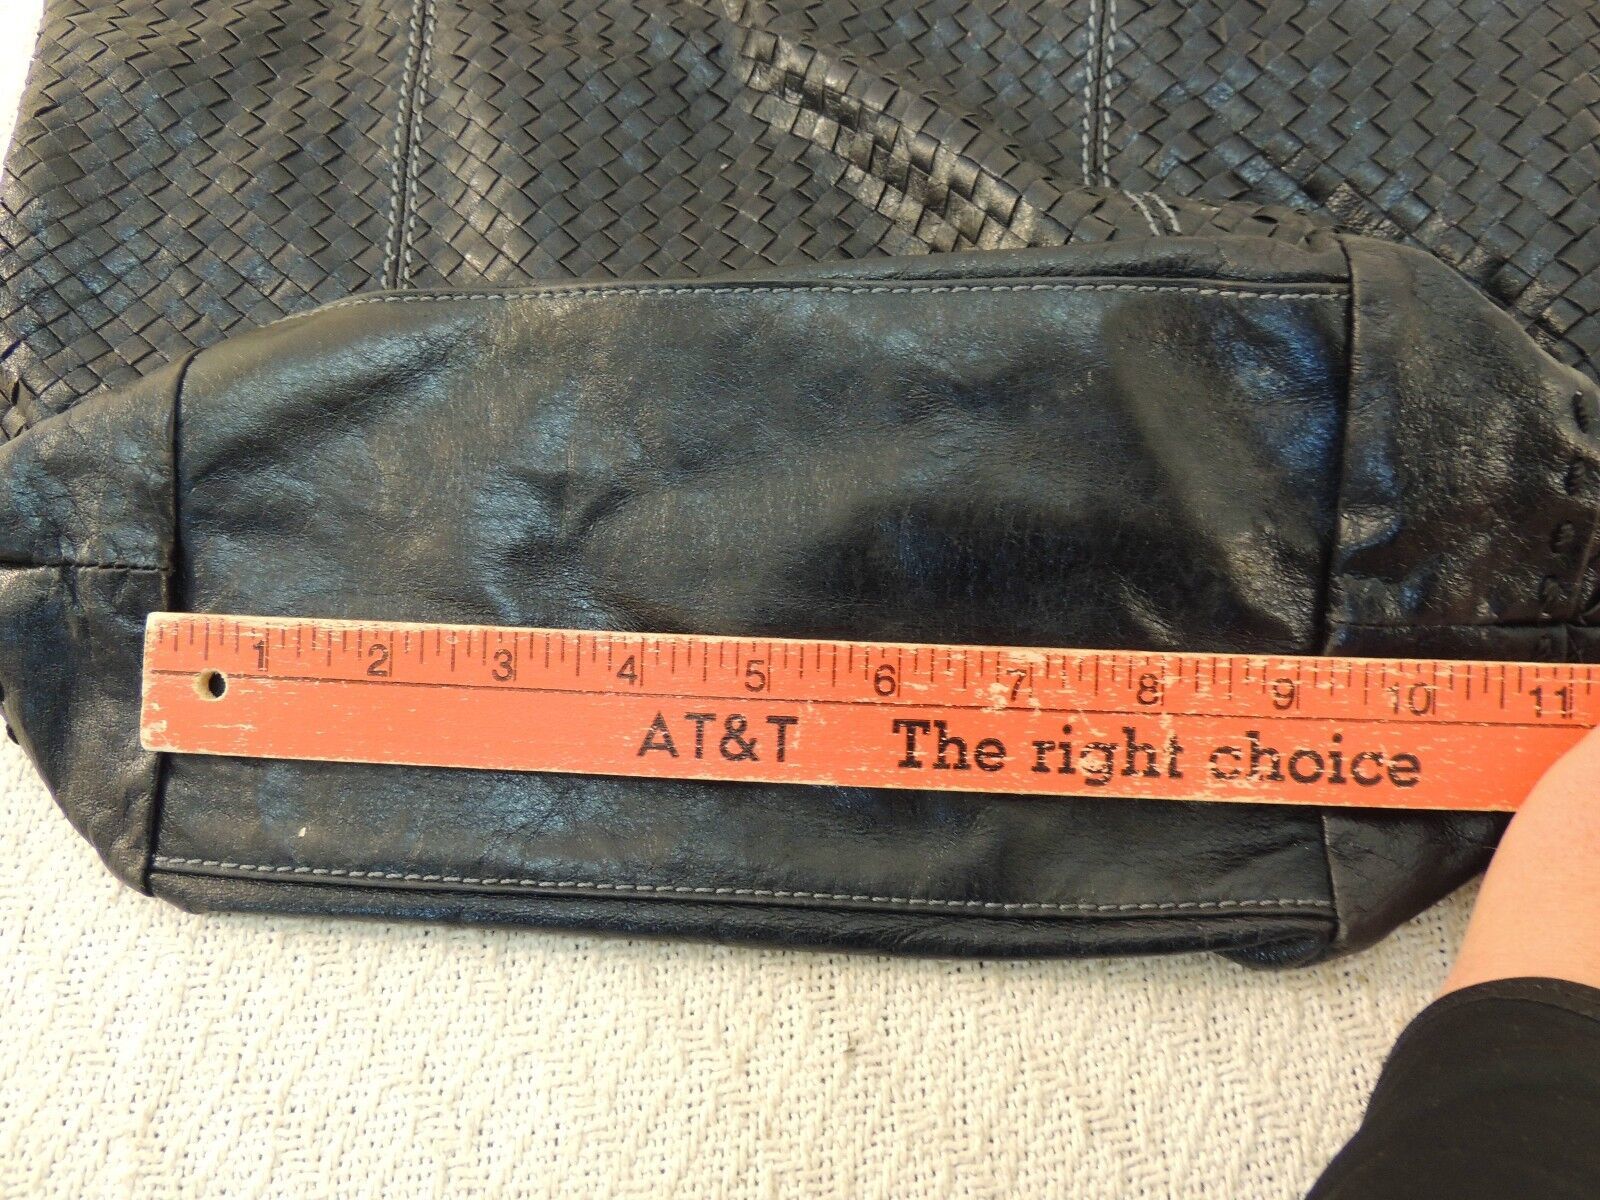 1 2 3 4 5 6 7 8 9 10 11
AT&T The right choice